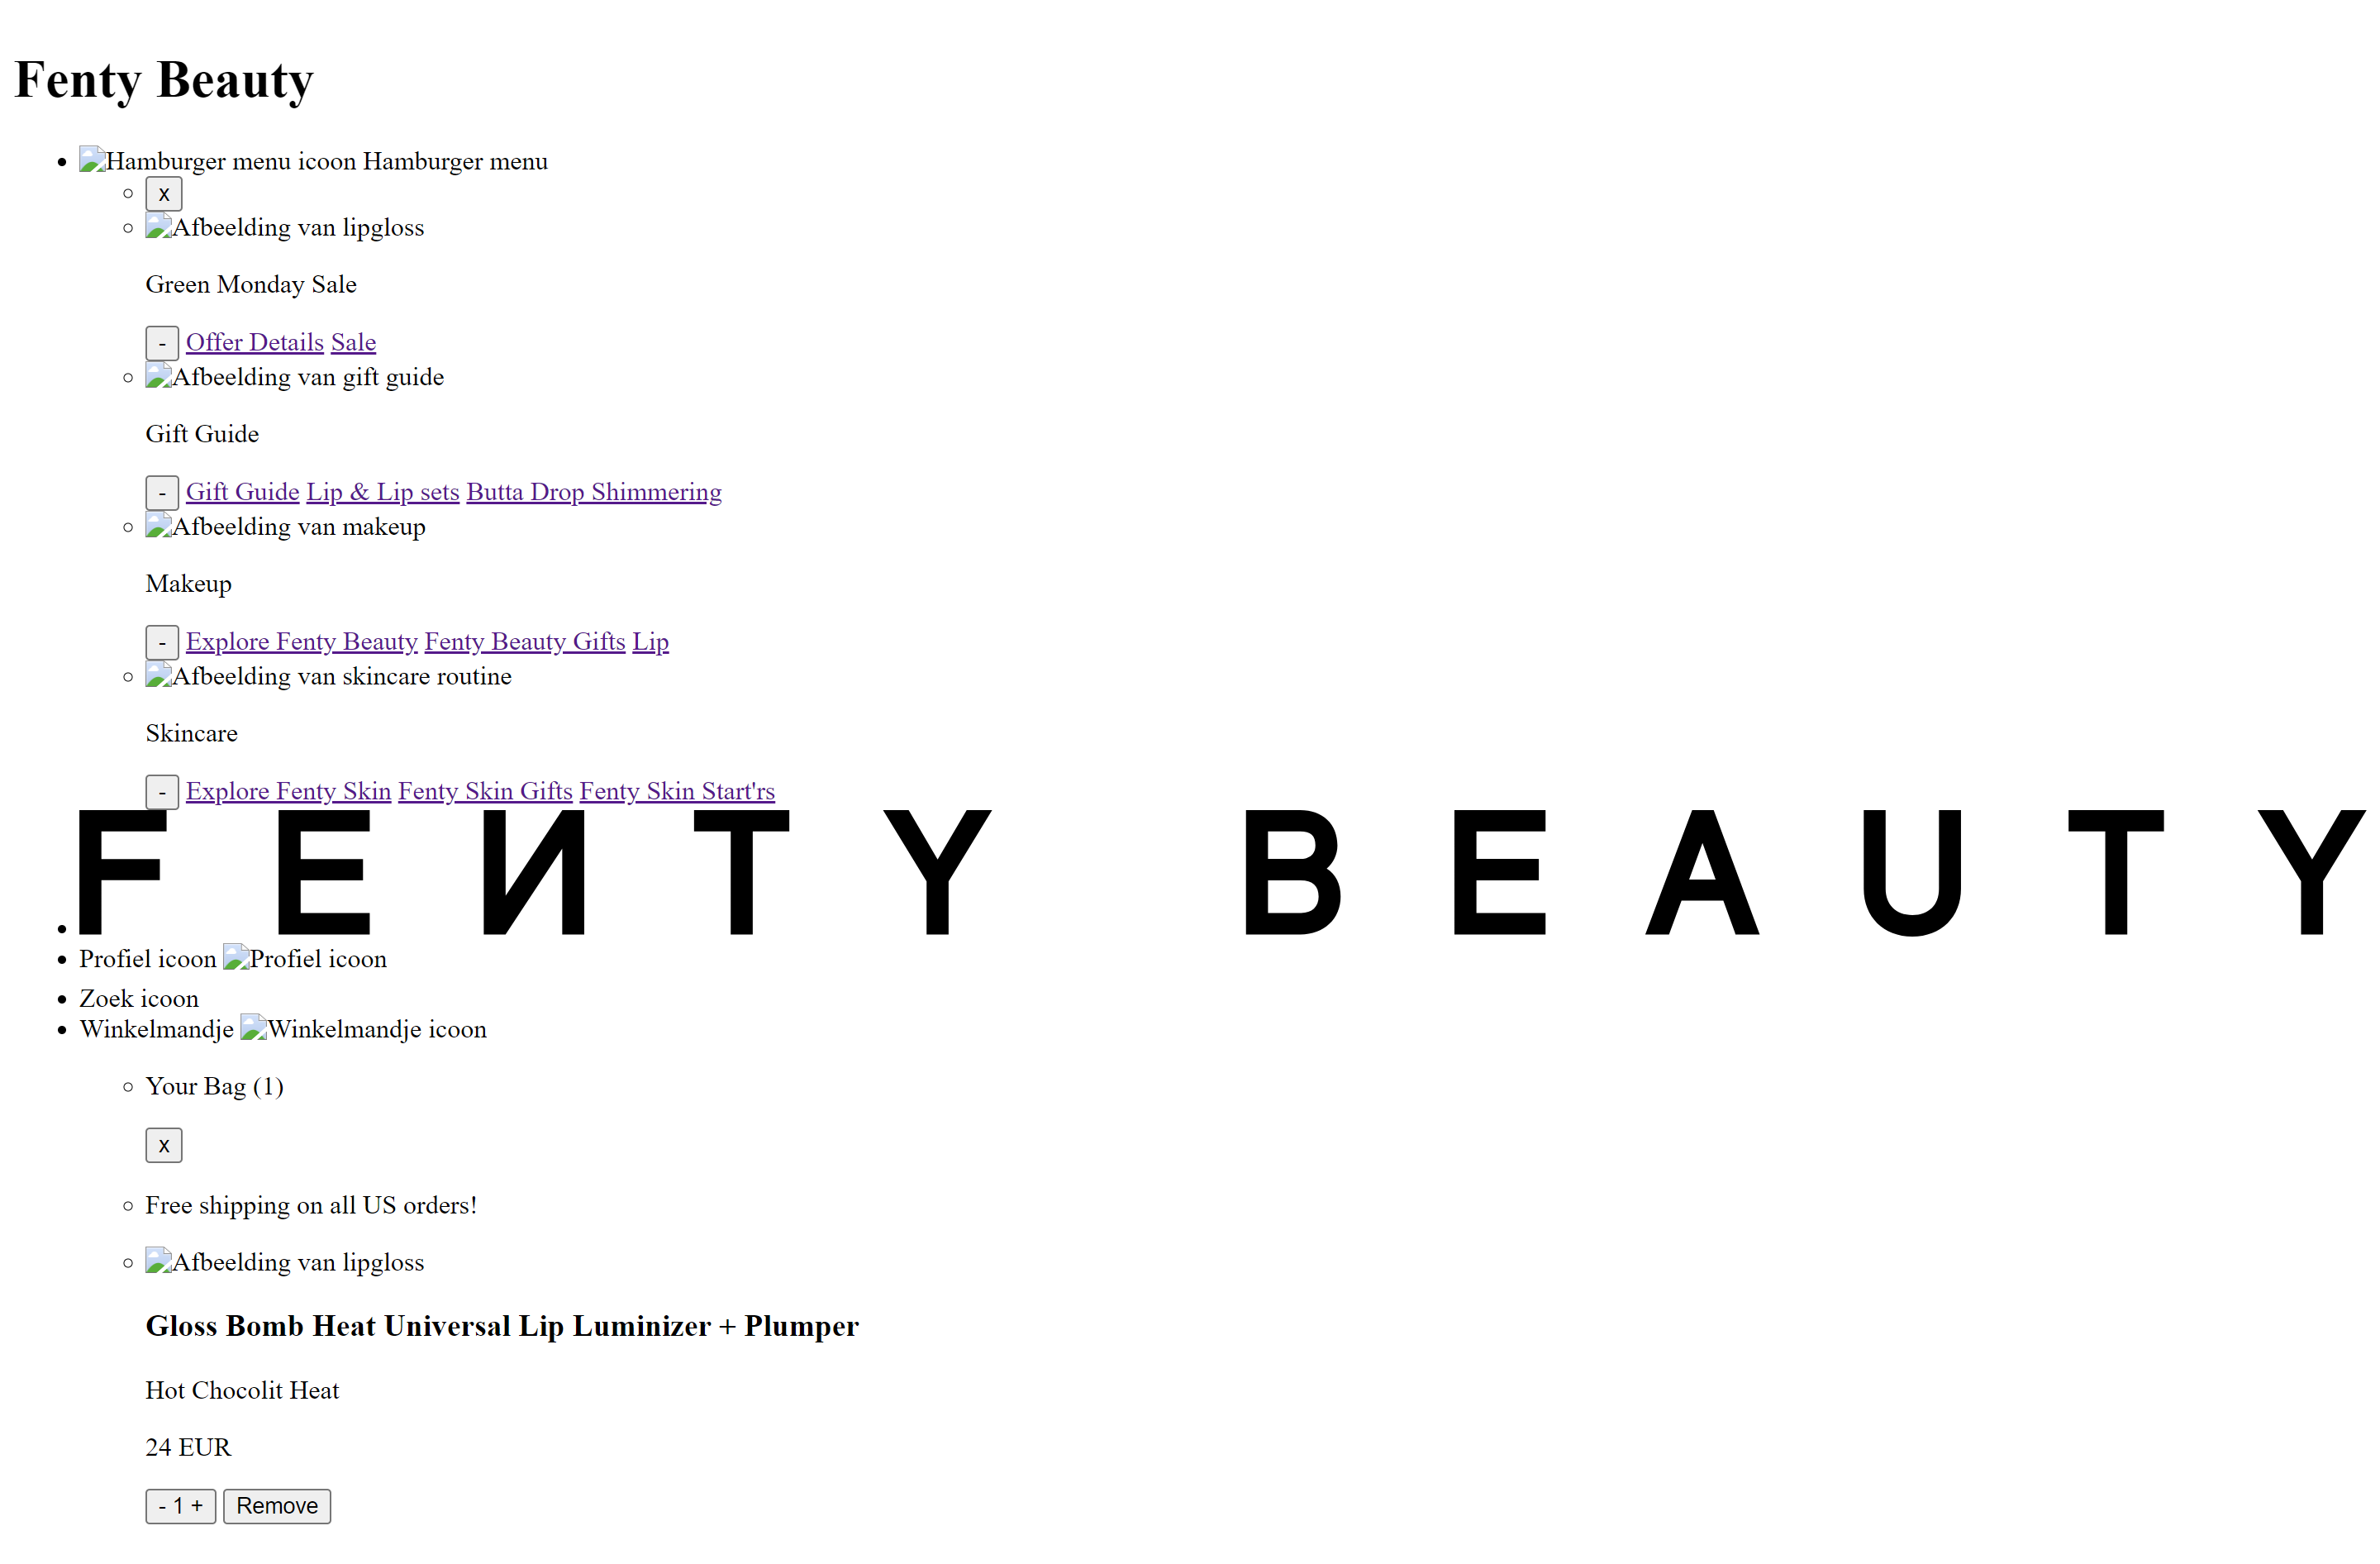 Fenty Beauty
Hamburger menu icoon Hamburger menu
x
Afbeelding van lipgloss
Green Monday Sale
- Offer Details Sale
Afbeelding van gift guide
Gift Guide
- Gift Guide Lip & Lip sets Butta Drop Shimmering
Afbeelding van makeup
Makeup
- Explore Fenty Beauty Fenty Beauty Gifts Lip
Afbeelding van skincare routine
Skincare
- Explore Fenty Skin Fenty Skin Gifts Fenty Skin Start'rs
FEИTY BEAUTY
Profiel icoon Profiel icoon
Zoek icoon
Winkelmandje Winkelmandje icoon
Your Bag (1)
x
Free shipping on all US orders!
Afbeelding van lipgloss
Gloss Bomb Heat Universal Lip Luminizer + Plumper
Hot Chocolit Heat
24 EUR
- 1 + Remove